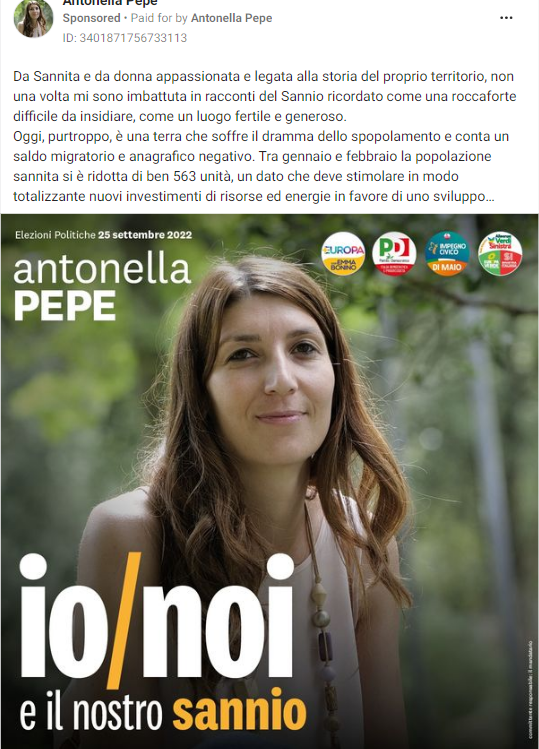 Antonella Pepe
Sponsored • Paid for by Antonella Pepe
ID: 3401871756733113
Da Sannita e da donna appassionata e legata alla storia del proprio territorio, non
una volta mi sono imbattuta in racconti del Sannio ricordato come una roccaforte
difficile da insidiare, come un luogo fertile e generoso.
Oggi, purtroppo, è una terra che soffre il dramma dello spopolamento e conta un
saldo migratorio e anagrafico negativo. Tra gennaio e febbraio la popolazione
sannita si è ridotta di ben 563 unità, un dato che deve stimolare in modo
totalizzante nuovi investimenti di risorse ed energie in favore di uno sviluppo...
Elezioni Politiche 25 settembre 2022
antonella
PEPE
EUROPA
EMMA
BONINO
PD
IMPEGNO
CIVICO
DI MAIO
Verdi
Sinistra
SI
io/noi
e il nostro sannio
committente responsabile: il mandatario